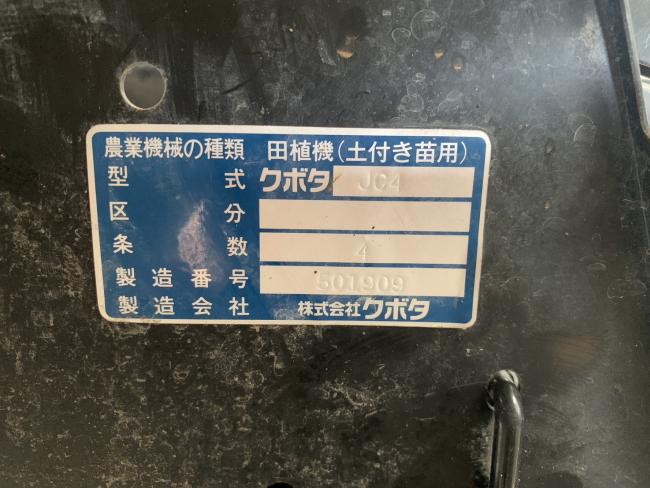 農業機械の種類 田植機(土付き苗用)
型式 クボタ JC4
区分
条数 4
製造番号 501909
製造会社 株式会社クボタ